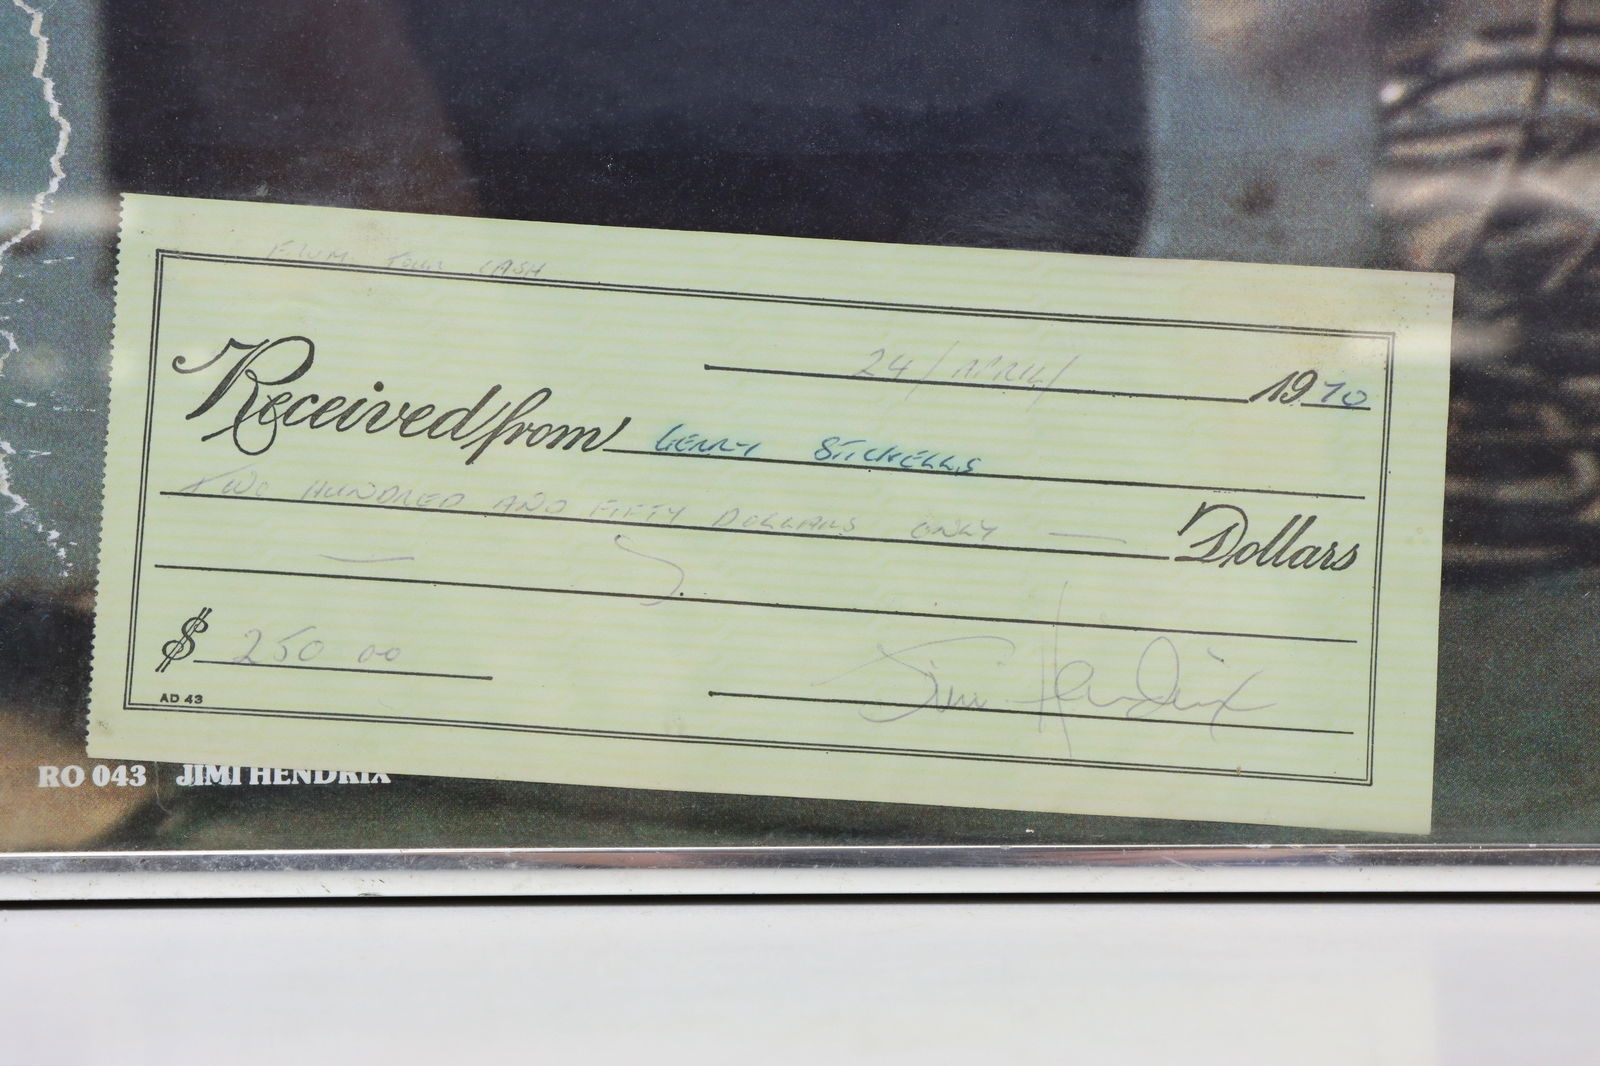 FROM TOUR CASH
24/APRIL/ 1970
Received from GERRY STICKELLS
TWO HUNDRED AND FIFTY DOLLARS ONLY — Dollars
$ 250 00
Jimi Hendrix
AD 43
RO 043 JIMI HENDRIX